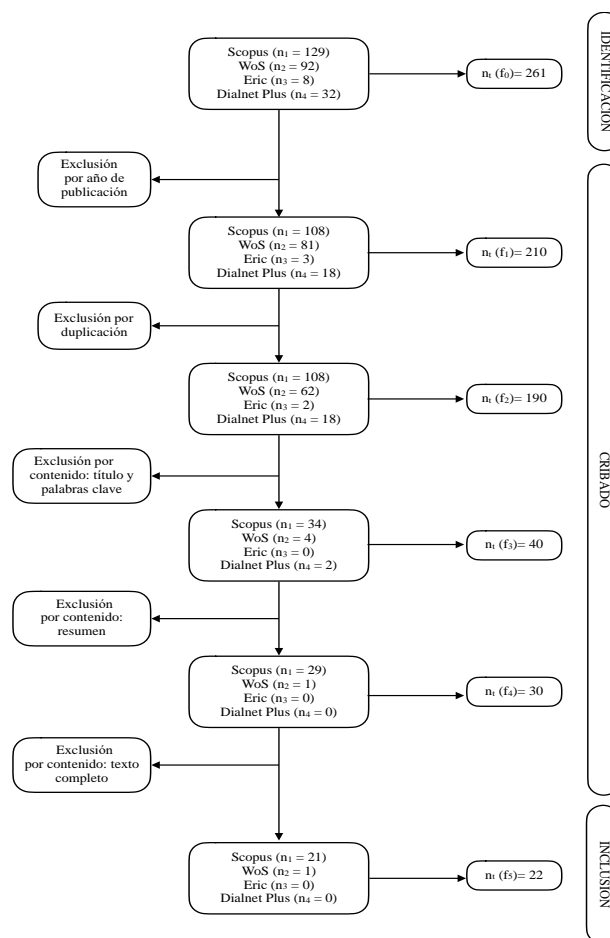 Scopus (n₁ = 129)
WoS (n₂ = 92)
Eric (n₃ = 8)
Dialnet Plus (n₄ = 32)
nₜ (f₀)= 261
IDENTIFICACIÓN
Exclusión
por año de
publicación
Scopus (n₁ = 108)
WoS (n₂ = 81)
Eric (n₃ = 3)
Dialnet Plus (n₄ = 18)
nₜ (f₁)= 210
Exclusión por
duplicación
Scopus (n₁ = 108)
WoS (n₂ = 62)
Eric (n₃ = 2)
Dialnet Plus (n₄ = 18)
nₜ (f₂)= 190
Exclusión por
contenido: título y
palabras clave
CRIBADO
Scopus (n₁ = 34)
WoS (n₂ = 4)
Eric (n₃ = 0)
Dialnet Plus (n₄ = 2)
nₜ (f₃)= 40
Exclusión
por contenido:
resumen
Scopus (n₁ = 29)
WoS (n₂ = 1)
Eric (n₃ = 0)
Dialnet Plus (n₄ = 0)
nₜ (f₄)= 30
Exclusión
por contenido: texto
completo
Scopus (n₁ = 21)
WoS (n₂ = 1)
Eric (n₃ = 0)
Dialnet Plus (n₄ = 0)
nₜ (f₅)= 22
INCLUSIÓN